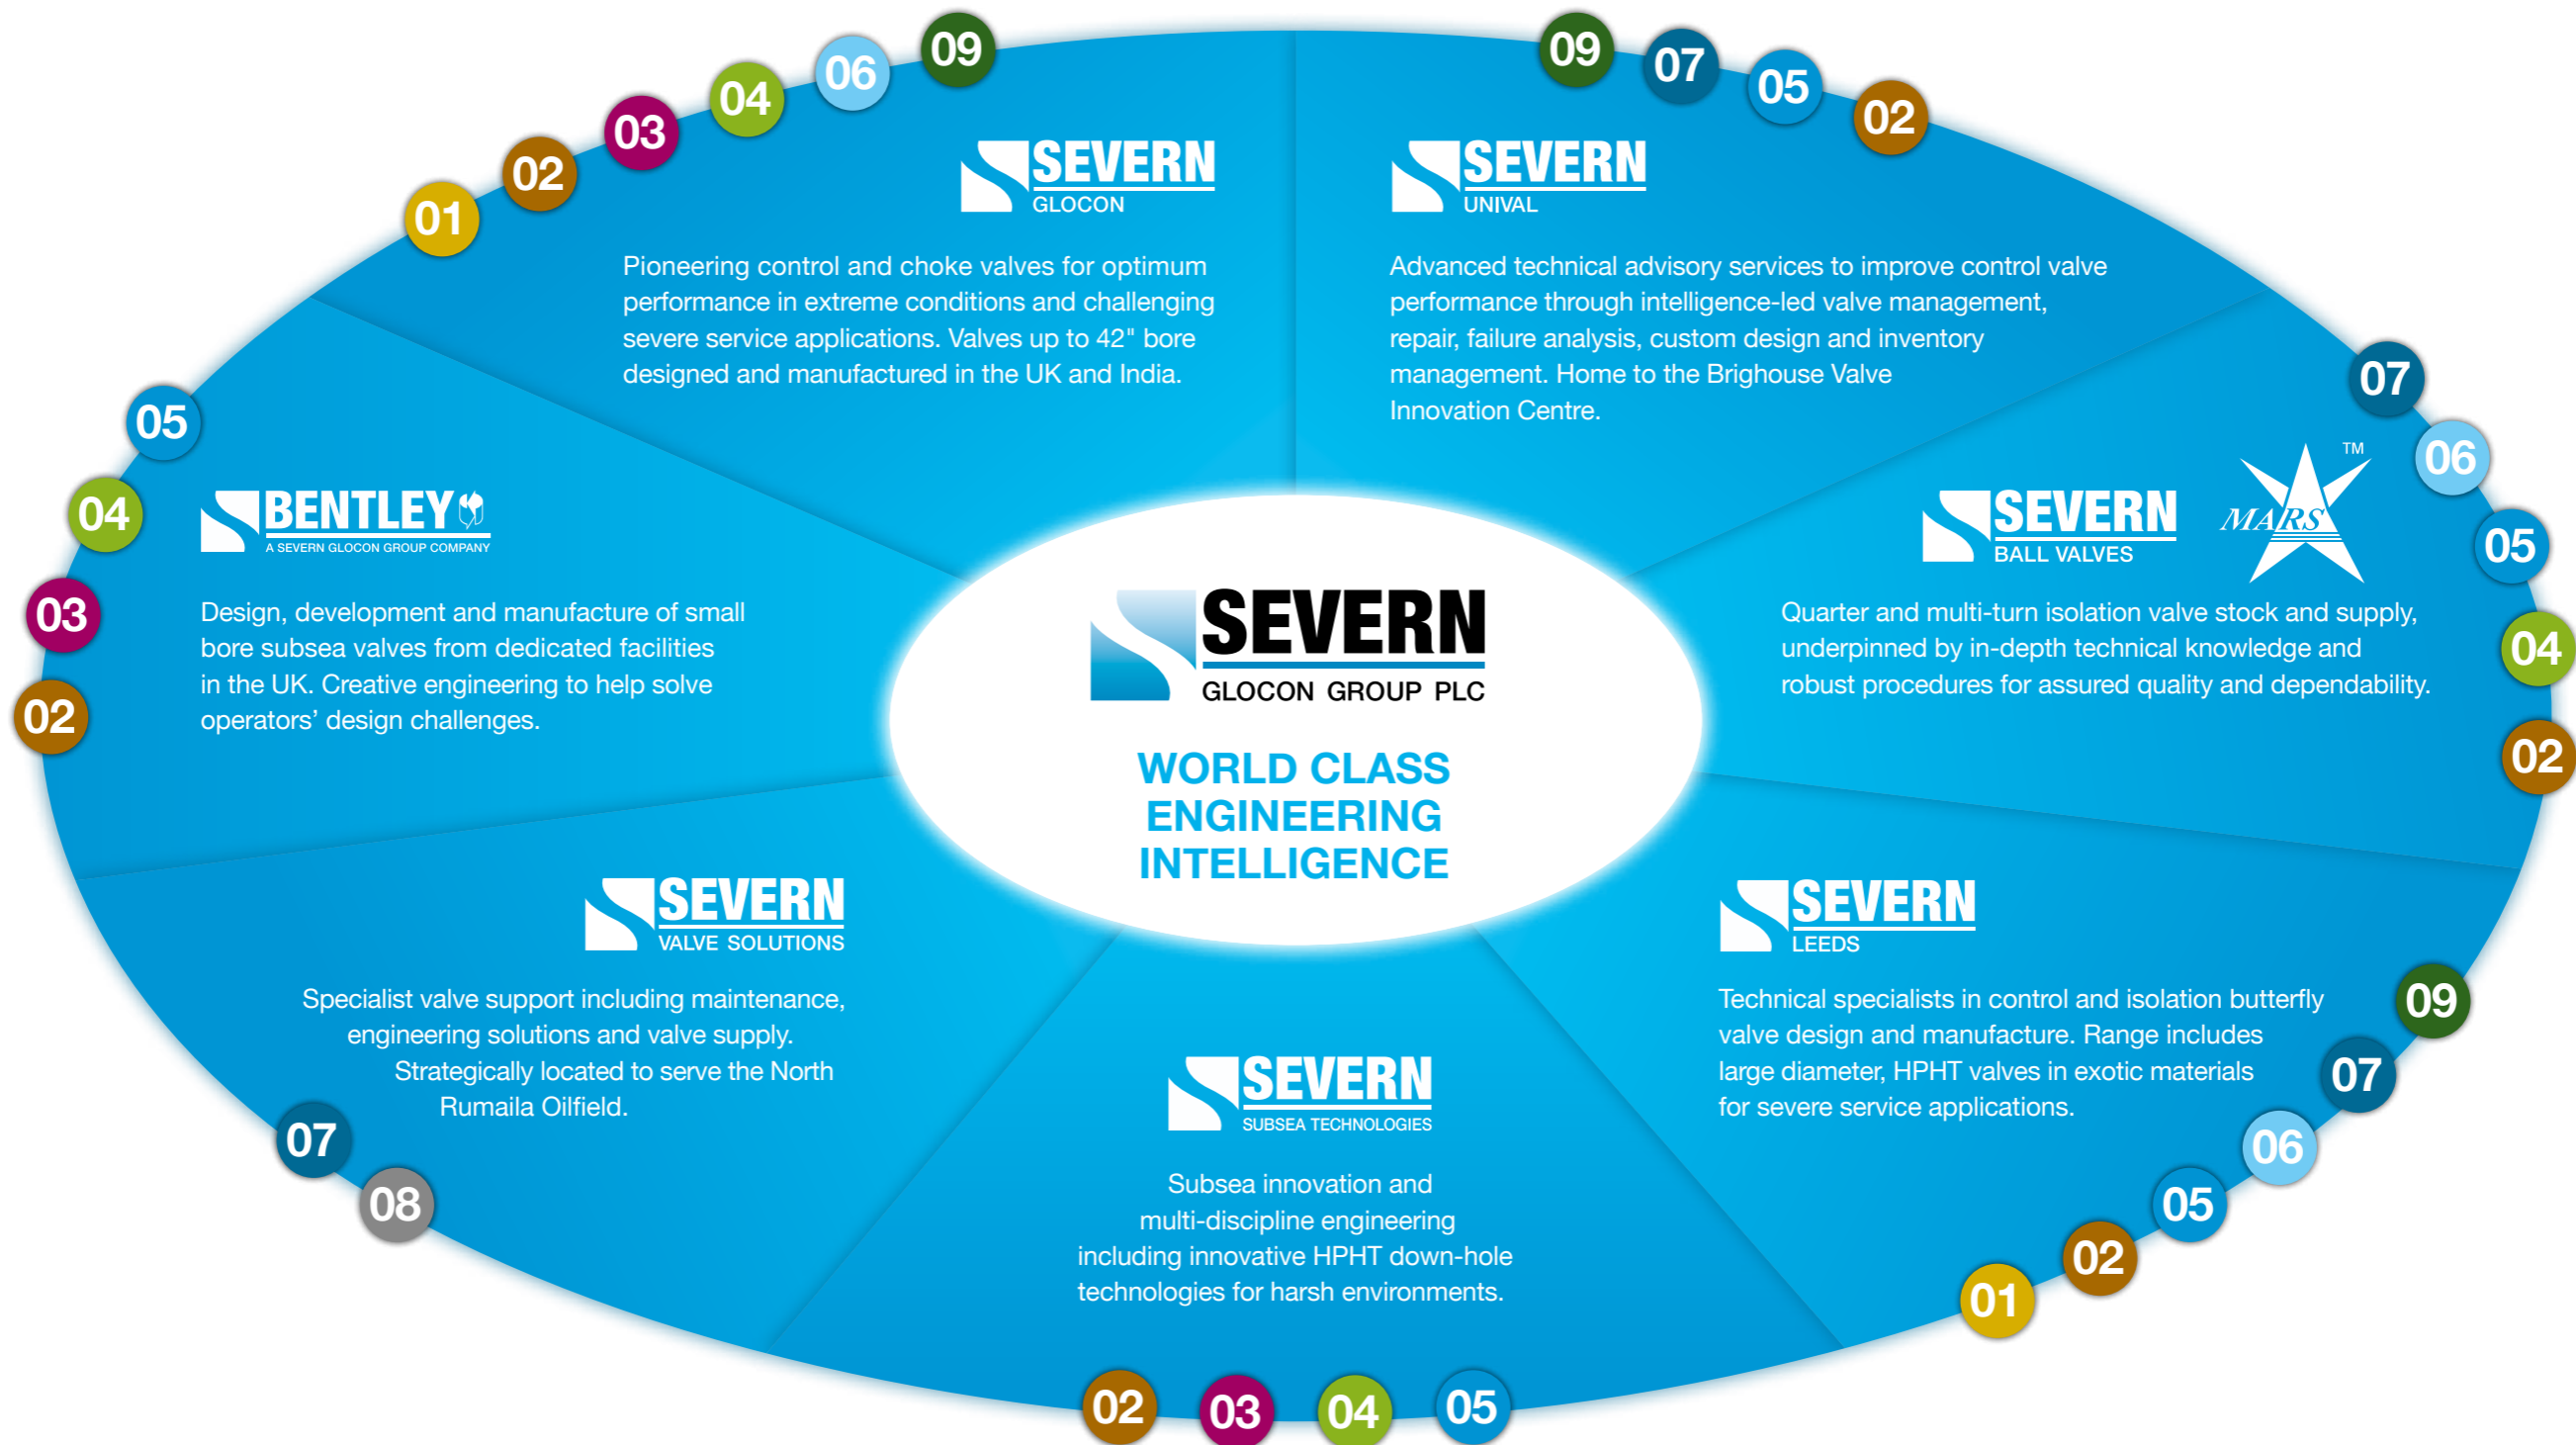 01
02
03
04
06
09
SEVERN
GLOCON
Pioneering control and choke valves for optimum
performance in extreme conditions and challenging
severe service applications. Valves up to 42" bore
designed and manufactured in the UK and India.
09
07
05
02
SEVERN
UNIVAL
Advanced technical advisory services to improve control valve
performance through intelligence-led valve management,
repair, failure analysis, custom design and inventory
management. Home to the Brighouse Valve
Innovation Centre.
05
04
03
02
BENTLEY
A SEVERN GLOCON GROUP COMPANY
Design, development and manufacture of small
bore subsea valves from dedicated facilities
in the UK. Creative engineering to help solve
operators’ design challenges.
SEVERN
GLOCON GROUP PLC
WORLD CLASS
ENGINEERING
INTELLIGENCE
07
06
05
04
02
SEVERN
BALL VALVES
MARS
TM
Quarter and multi-turn isolation valve stock and supply,
underpinned by in-depth technical knowledge and
robust procedures for assured quality and dependability.
SEVERN
VALVE SOLUTIONS
Specialist valve support including maintenance,
engineering solutions and valve supply.
Strategically located to serve the North
Rumaila Oilfield.
07
08
SEVERN
SUBSEA TECHNOLOGIES
Subsea innovation and
multi-discipline engineering
including innovative HPHT down-hole
technologies for harsh environments.
02
03
04
05
SEVERN
LEEDS
Technical specialists in control and isolation butterfly
valve design and manufacture. Range includes
large diameter, HPHT valves in exotic materials
for severe service applications.
09
07
06
05
02
01